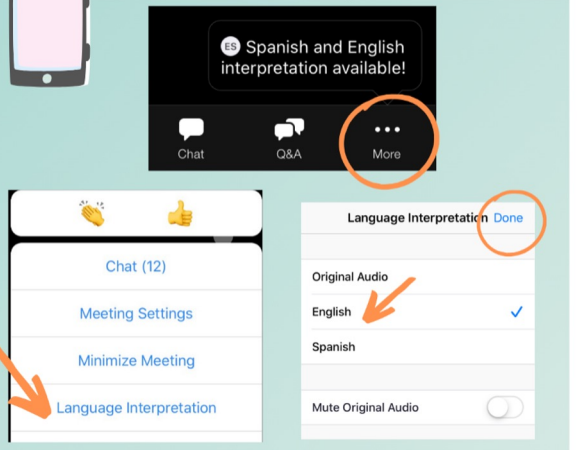 ES Spanish and English
interpretation available!
Chat
Q&A
More
Chat (12)
Meeting Settings
Minimize Meeting
Language Interpretation
Language Interpretation Done
Original Audio
English
Spanish
Mute Original Audio